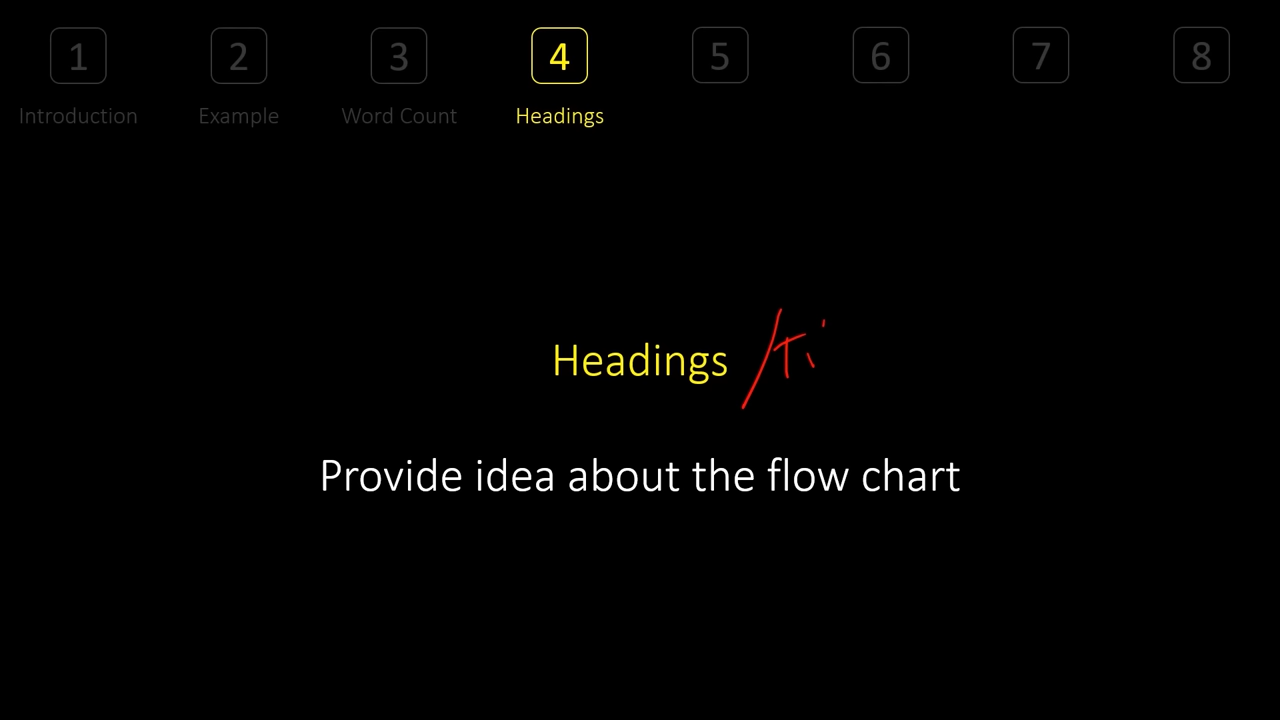 1 2 3 4 5 6 7 8
Introduction Example Word Count Headings
Headings /Ti
Provide idea about the flow chart